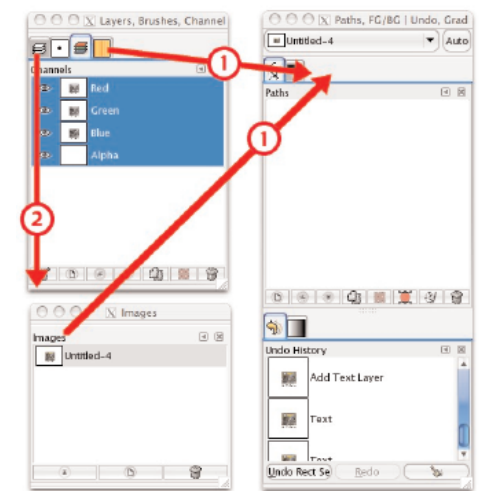 Layers, Brushes, Channel
Channels
Red
Green
Blue
Alpha
1
1
2
Images
Images
Untitled-4
Paths, FG/BG | Undo, Grad
Untitled-4
Auto
Paths
Undo History
Add Text Layer
Text
Text
Undo Rect Se
Redo